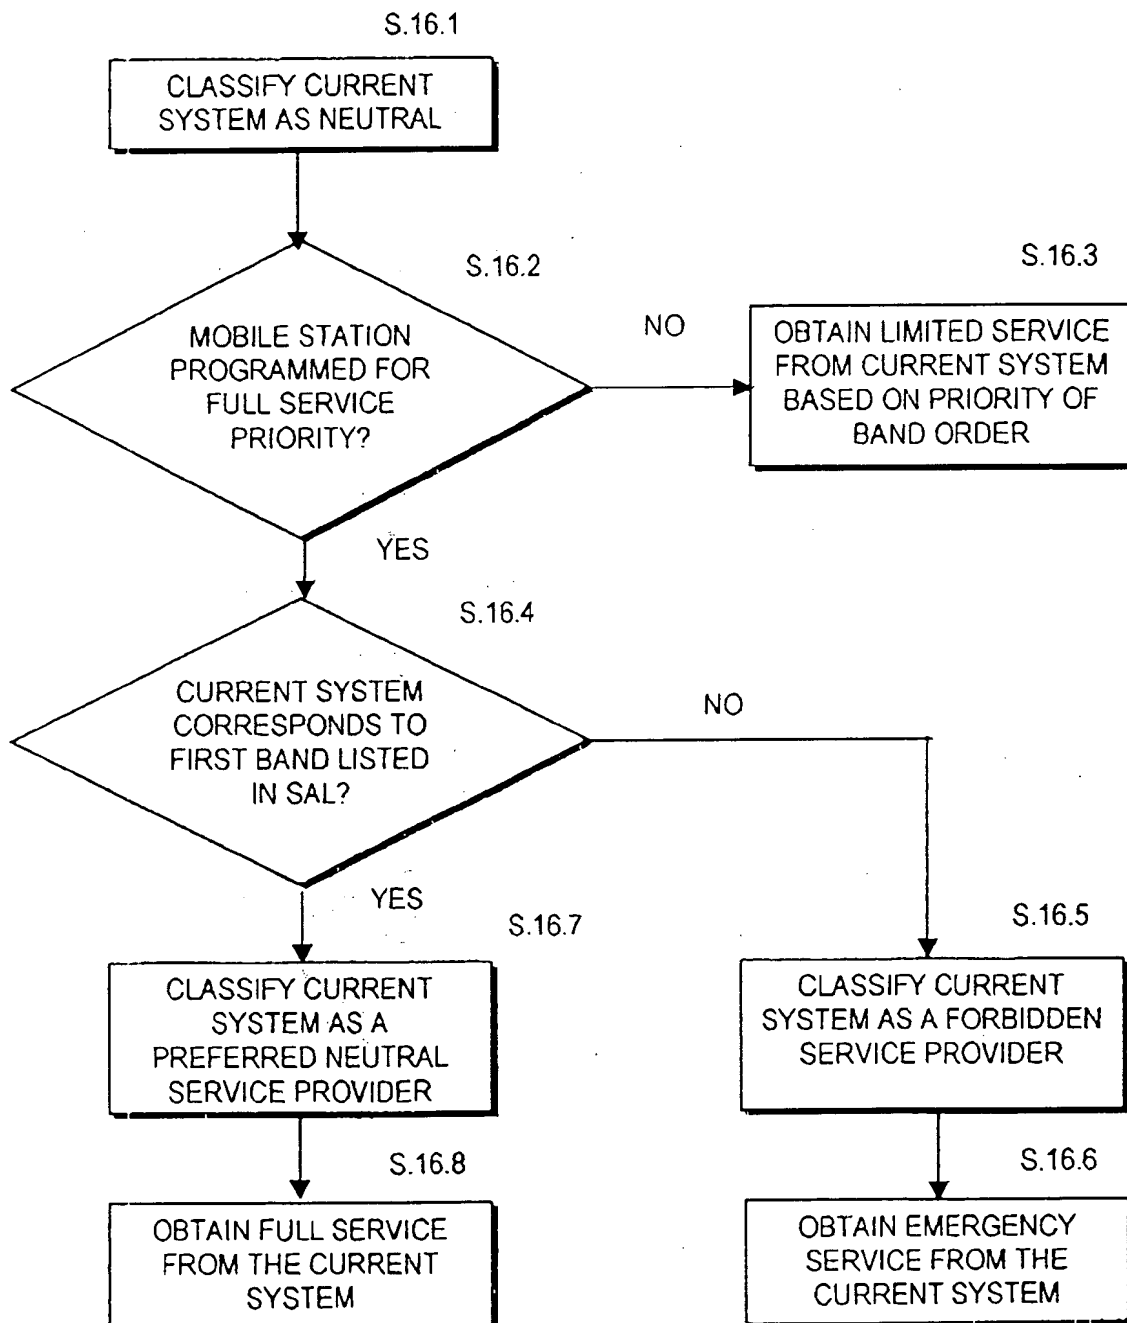 S.16.1
CLASSIFY CURRENT
SYSTEM AS NEUTRAL
S.16.2
MOBILE STATION
PROGRAMMED FOR
FULL SERVICE
PRIORITY?
NO
S.16.3
OBTAIN LIMITED SERVICE
FROM CURRENT SYSTEM
BASED ON PRIORITY OF
BAND ORDER
YES
S.16.4
CURRENT SYSTEM
CORRESPONDS TO
FIRST BAND LISTED
IN SAL?
NO
YES
S.16.7
CLASSIFY CURRENT
SYSTEM AS A
PREFERRED NEUTRAL
SERVICE PROVIDER
S.16.5
CLASSIFY CURRENT
SYSTEM AS A FORBIDDEN
SERVICE PROVIDER
S.16.8
OBTAIN FULL SERVICE
FROM THE CURRENT
SYSTEM
S.16.6
OBTAIN EMERGENCY
SERVICE FROM THE
CURRENT SYSTEM